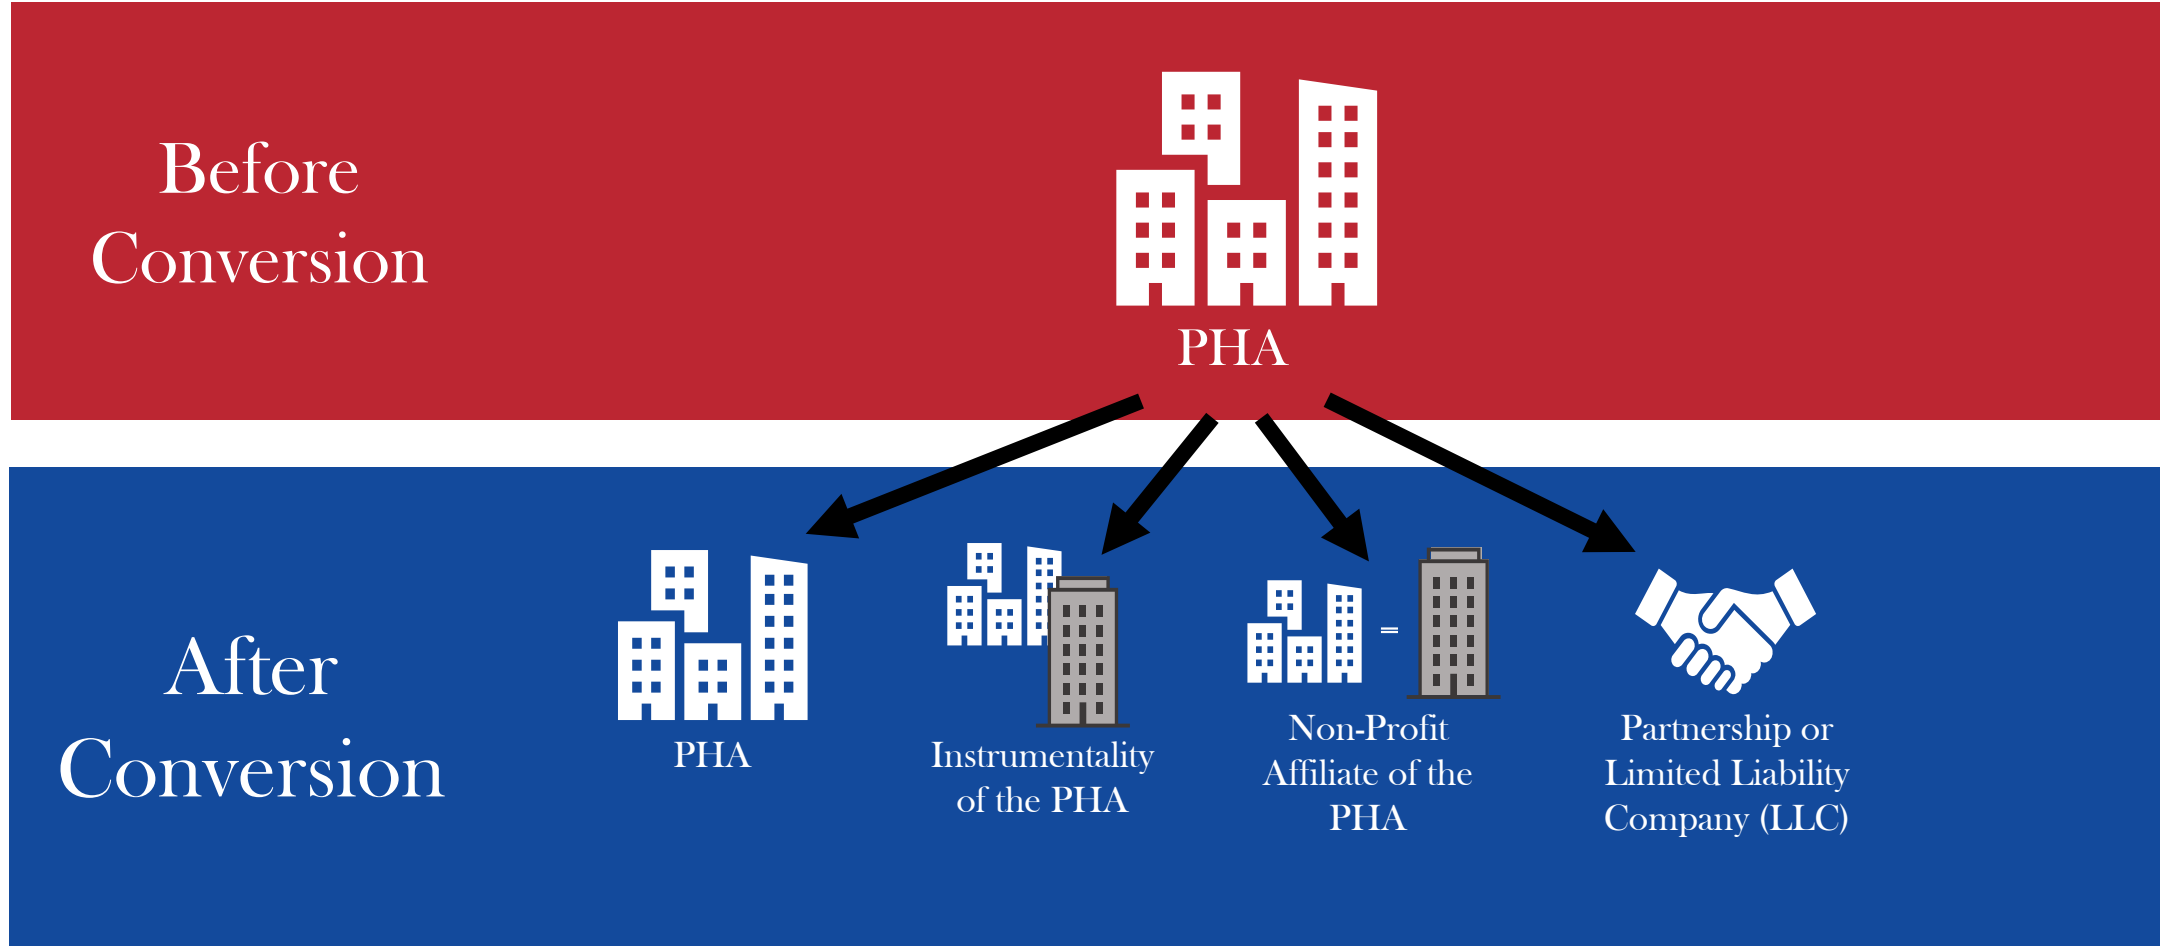 Before
Conversion
PHA
After
Conversion
PHA
Instrumentality
of the PHA
=
Non-Profit
Affiliate of the
PHA
Partnership or
Limited Liability
Company (LLC)